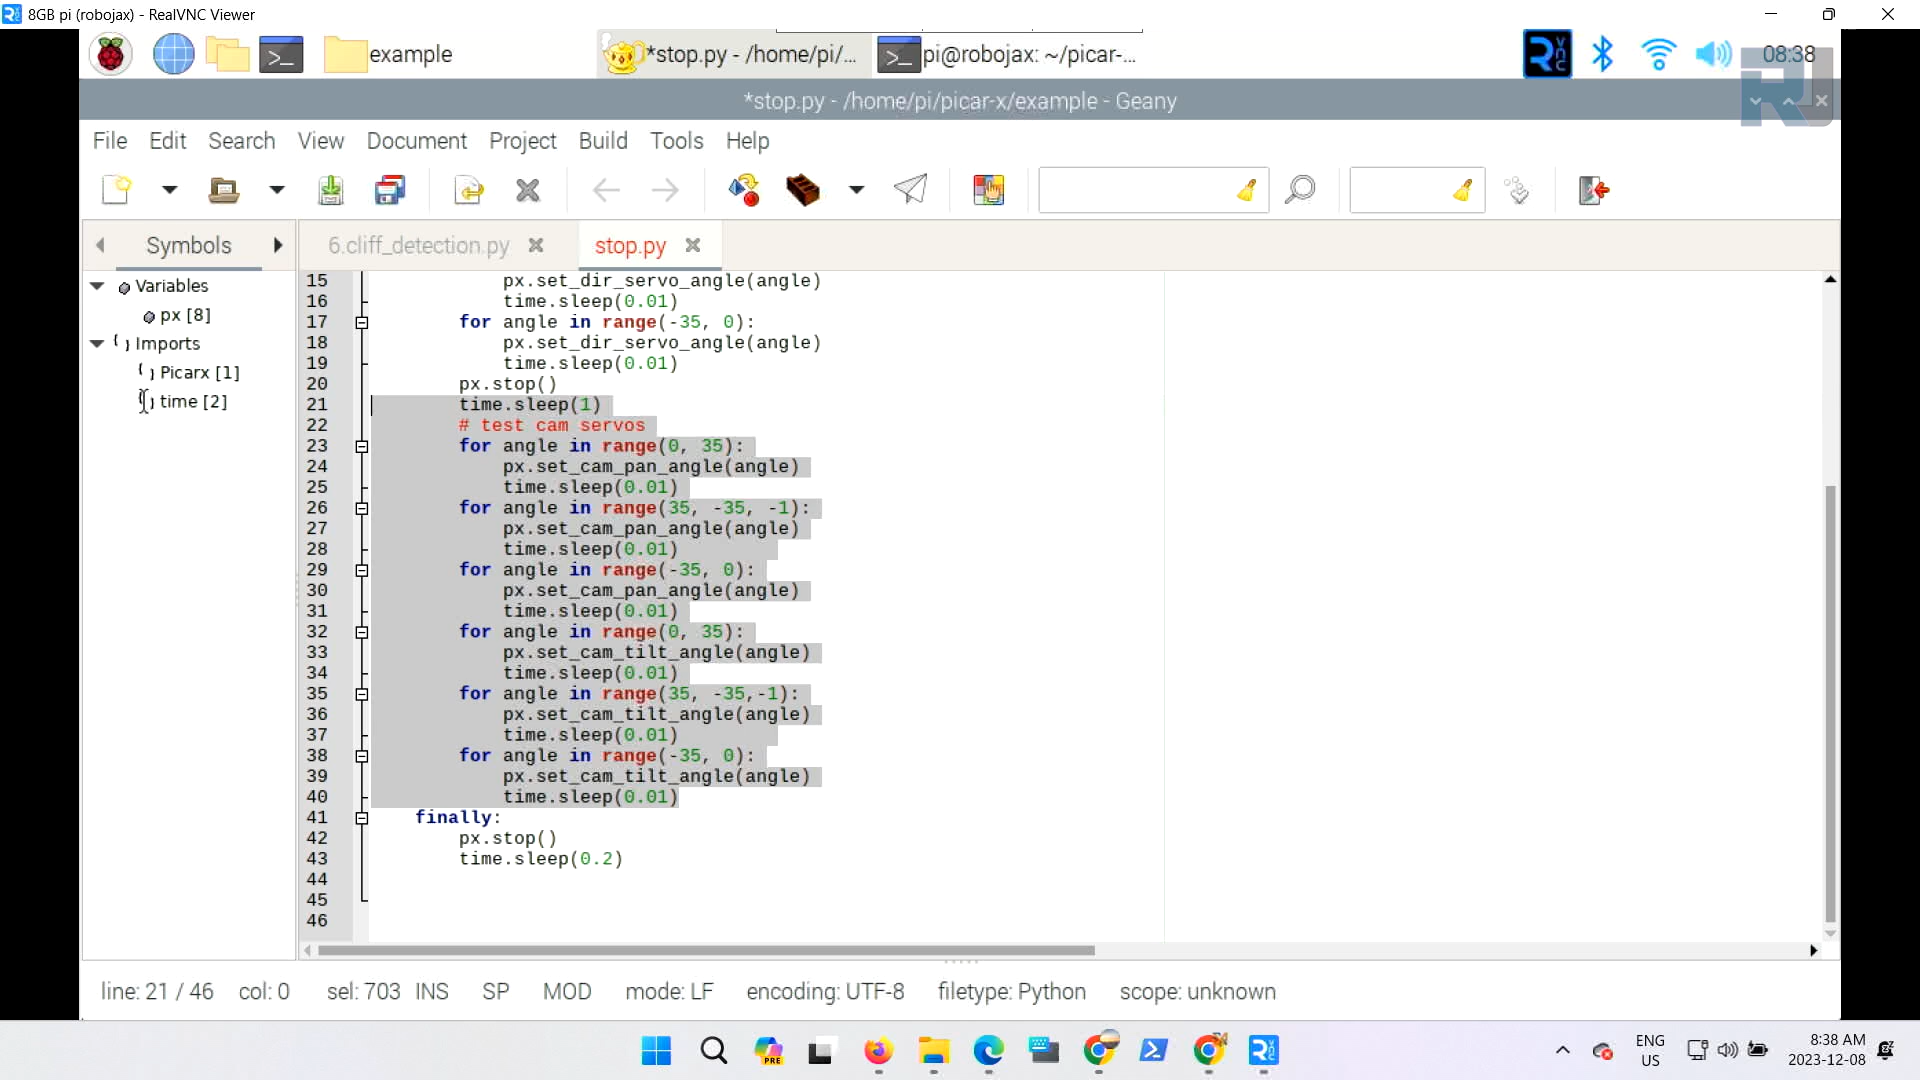 8GB pi (robojax) - RealVNC Viewer
example
*stop.py - /home/pi/...
pi@robojax: ~/picar-...
08:38
*stop.py - /home/pi/picar-x/example - Geany
File Edit Search View Document Project Build Tools Help
Symbols
6.cliff_detection.py
stop.py
Variables
px [8]
Imports
Picarx [1]
time [2]
15 px.set_dir_servo_angle(angle)
16 time.sleep(0.01)
17 for angle in range(-35, 0):
18 px.set_dir_servo_angle(angle)
19 time.sleep(0.01)
20 px.stop()
21 time.sleep(1)
22 # test cam servos
23 for angle in range(0, 35):
24 px.set_cam_pan_angle(angle)
25 time.sleep(0.01)
26 for angle in range(35, -35, -1):
27 px.set_cam_pan_angle(angle)
28 time.sleep(0.01)
29 for angle in range(-35, 0):
30 px.set_cam_pan_angle(angle)
31 time.sleep(0.01)
32 for angle in range(0, 35):
33 px.set_cam_tilt_angle(angle)
34 time.sleep(0.01)
35 for angle in range(35, -35,-1):
36 px.set_cam_tilt_angle(angle)
37 time.sleep(0.01)
38 for angle in range(-35, 0):
39 px.set_cam_tilt_angle(angle)
40 time.sleep(0.01)
41 finally:
42 px.stop()
43 time.sleep(0.2)
44
45
46
line: 21 / 46 col: 0 sel: 703 INS SP MOD mode: LF encoding: UTF-8 filetype: Python scope: unknown
PRE
ENG
US
8:38 AM
2023-12-08